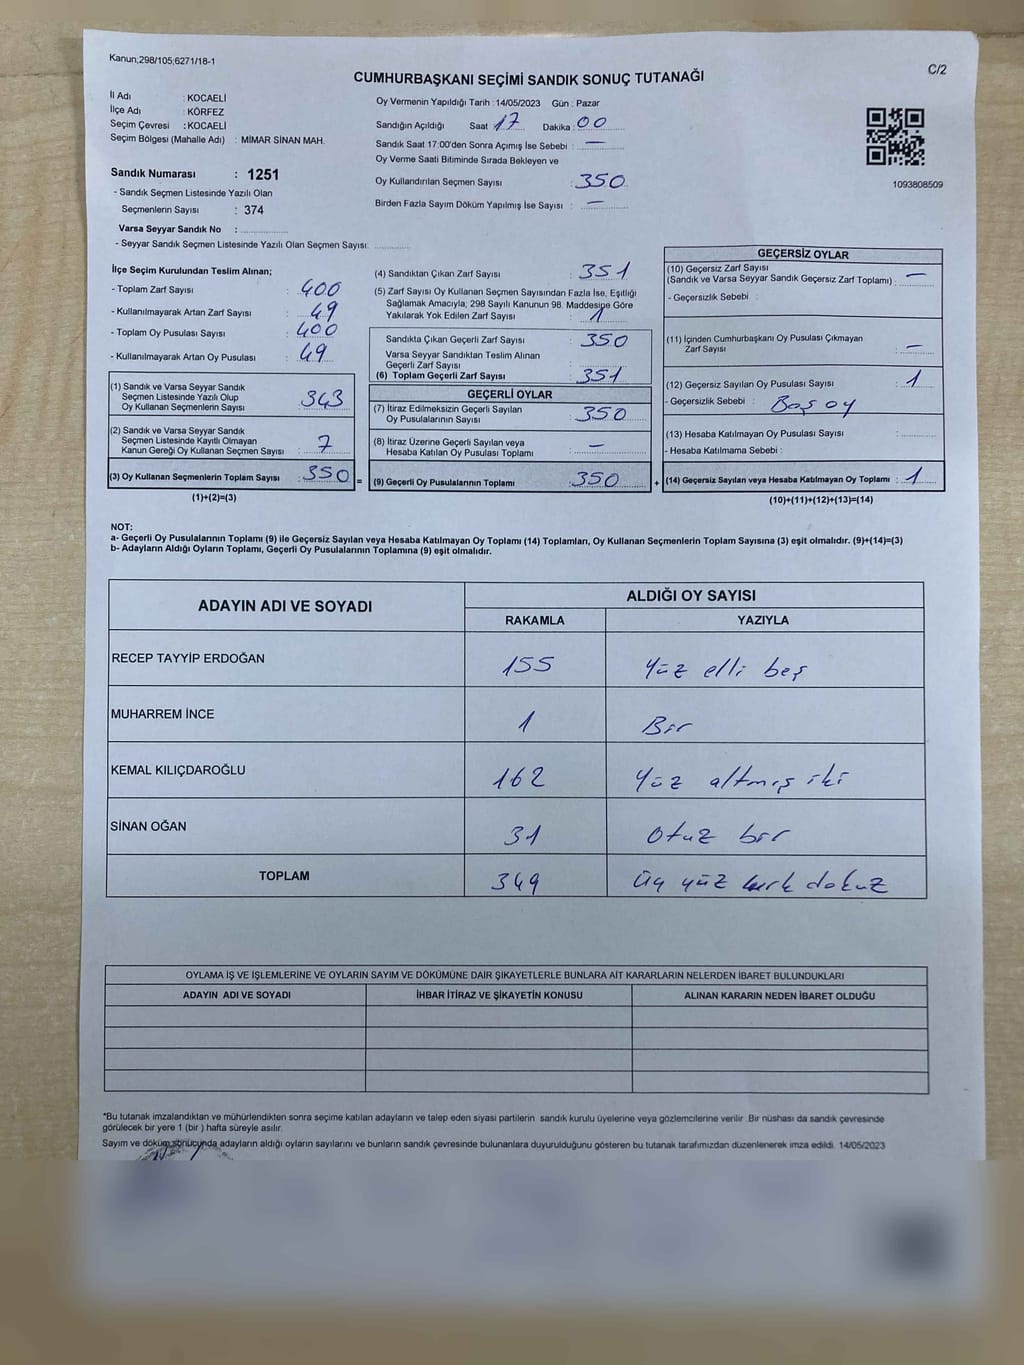 Kanun;298/105;6271/18-1
C/2
CUMHURBAŞKANI SEÇİMİ SANDIK SONUÇ TUTANAĞI
İl Adı : KOCAELİ
İlçe Adı : KÖRFEZ
Seçim Çevresi : KOCAELİ
Seçim Bölgesi (Mahalle Adı) : MİMAR SİNAN MAH.
Sandık Numarası : 1251
- Sandık Seçmen Listesinde Yazılı Olan
Seçmenlerin Sayısı : 374
Varsa Seyyar Sandık No :
- Seyyar Sandık Seçmen Listesinde Yazılı Olan Seçmen Sayısı:
Oy Vermenin Yapıldığı Tarih : 14/05/2023 Gün : Pazar
Sandığın Açıldığı Saat 17 Dakika : 00
Sandık Saat 17:00'den Sonra Açımış İse Sebebi : —
Oy Verme Saati Bitiminde Sırada Bekleyen ve
Oy Kullandırılan Seçmen Sayısı : 350
Birden Fazla Sayım Döküm Yapılmış İse Sayısı : —
1093808509
İlçe Seçim Kurulundan Teslim Alınan;
- Toplam Zarf Sayısı : 400
- Kullanılmayarak Artan Zarf Sayısı : 49
- Toplam Oy Pusulası Sayısı : 400
- Kullanılmayarak Artan Oy Pusulası : 49
(1) Sandık ve Varsa Seyyar Sandık
Seçmen Listesinde Yazılı Olup
Oy Kullanan Seçmenlerin Sayısı : 343
(2) Sandık ve Varsa Seyyar Sandık
Seçmen Listesinde Kayıtlı Olmayan
Kanun Gereği Oy Kullanan Seçmen Sayısı : 7
(3) Oy Kullanan Seçmenlerin Toplam Sayısı : 350 =
(1)+(2)=(3)
(4) Sandıktan Çıkan Zarf Sayısı : 351
(5) Zarf Sayısı Oy Kullanan Seçmen Sayısından Fazla İse, Eşitliği
Sağlamak Amacıyla; 298 Sayılı Kanunun 98. Maddesine Göre
Yakılarak Yok Edilen Zarf Sayısı : 1
Sandıkta Çıkan Geçerli Zarf Sayısı : 350
Varsa Seyyar Sandıktan Teslim Alınan
Geçerli Zarf Sayısı :
(6) Toplam Geçerli Zarf Sayısı : 351
GEÇERLİ OYLAR
(7) İtiraz Edilmeksizin Geçerli Sayılan
Oy Pusulalarının Sayısı : 350
(8) İtiraz Üzerine Geçerli Sayılan veya
Hesaba Katılan Oy Pusulası Toplamı : —
(9) Geçerli Oy Pusulalarının Toplamı : 350 +
GEÇERSİZ OYLAR
(10) Geçersiz Zarf Sayısı
(Sandık ve Varsa Seyyar Sandık Geçersiz Zarf Toplamı) : —
- Geçersizlik Sebebi :
(11) İçinden Cumhurbaşkanı Oy Pusulası Çıkmayan
Zarf Sayısı : —
(12) Geçersiz Sayılan Oy Pusulası Sayısı : 1
- Geçersizlik Sebebi : Boş oy
(13) Hesaba Katılmayan Oy Pusulası Sayısı :
- Hesaba Katılmama Sebebi :
(14) Geçersiz Sayılan veya Hesaba Katılmayan Oy Toplamı : 1
(10)+(11)+(12)+(13)=(14)
NOT:
a- Geçerli Oy Pusulalarının Toplamı (9) ile Geçersiz Sayılan veya Hesaba Katılmayan Oy Toplamı (14) Toplamları, Oy Kullanan Seçmenlerin Toplam Sayısına (3) eşit olmalıdır. (9)+(14)=(3)
b- Adayların Aldığı Oyların Toplamı, Geçerli Oy Pusulalarının Toplamına (9) eşit olmalıdır.
ADAYIN ADI VE SOYADI ALDIĞI OY SAYISI
RAKAMLA YAZIYLA
RECEP TAYYİP ERDOĞAN 155 Yüz elli beş
MUHARREM İNCE 1 Bir
KEMAL KILIÇDAROĞLU 162 Yüz altmış iki
SİNAN OĞAN 31 otuz bir
TOPLAM 349 üç yüz kırk dokuz
OYLAMA İŞ VE İŞLEMLERİNE VE OYLARIN SAYIM VE DÖKÜMÜNE DAİR ŞİKAYETLERLE BUNLARA AİT KARARLARIN NELERDEN İBARET BULUNDUKLARI
ADAYIN ADI VE SOYADI İHBAR İTİRAZ VE ŞİKAYETİN KONUSU ALINAN KARARIN NEDEN İBARET OLDUĞU
*Bu tutanak imzalandıktan ve mühürlendikten sonra seçime katılan adayların ve talep eden siyasi partilerin sandık kurulu üyelerine veya gözlemcilerine verilir. Bir nüshası da sandık çevresinde
görülecek bir yere 1 (bir ) hafta süreyle asılır.
Sayım ve döküm sonucunda adayların aldığı oyların sayılarını ve bunların sandık çevresinde bulunanlara duyurulduğunu gösteren bu tutanak tarafımızdan düzenlenerek imza edildi. 14/05/2023